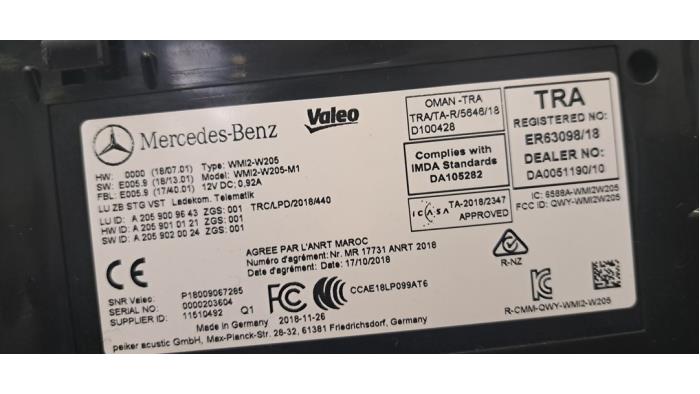 Mercedes-Benz
Valeo
HW: 0000 (18/07.01) Type: WMI2-W205
SW: E005.9 (18/13.01) Model: WMI2-W205-M1
FBL: E005.9 (17/40.01) 12V DC; 0,92A
LU ZB STG VST Ladekom. Telematik
LU ID: A 205 900 96 43 ZGS: 001 TRC/LPD/2018/440
HW ID: A 205 901 01 21 ZGS: 001
SW ID: A 205 902 00 24 ZGS: 001
OMAN -TRA
TRA/TA-R/5646/18
D100428
Complies with
IMDA Standards
DA105282
ICASA
TA-2018/2347
APPROVED
TRA
REGISTERED NO:
ER63098/18
DEALER NO:
DA0051190/10
IC: 6588A-WMI2W205
FCC ID: QWY-WMI2W205
CE
AGREE PAR L'ANRT MAROC
Numéro d'agrément: Nr. MR 17731 ANRT 2018
Date d'agrément: 17/10/2018
R-NZ
SNR Valeo: P18009067285
SERIAL NO: 0000203604
SUPPLIER ID: 11510492 Q1
FC
CCC
CCAE18LP099AT6
R-CMM-QWY-WMI2-W205
Made in Germany 2018-11-26
peiker acustic GmbH, Max-Planck-Str. 28-32, 61381 Friedrichsdorf, Germany